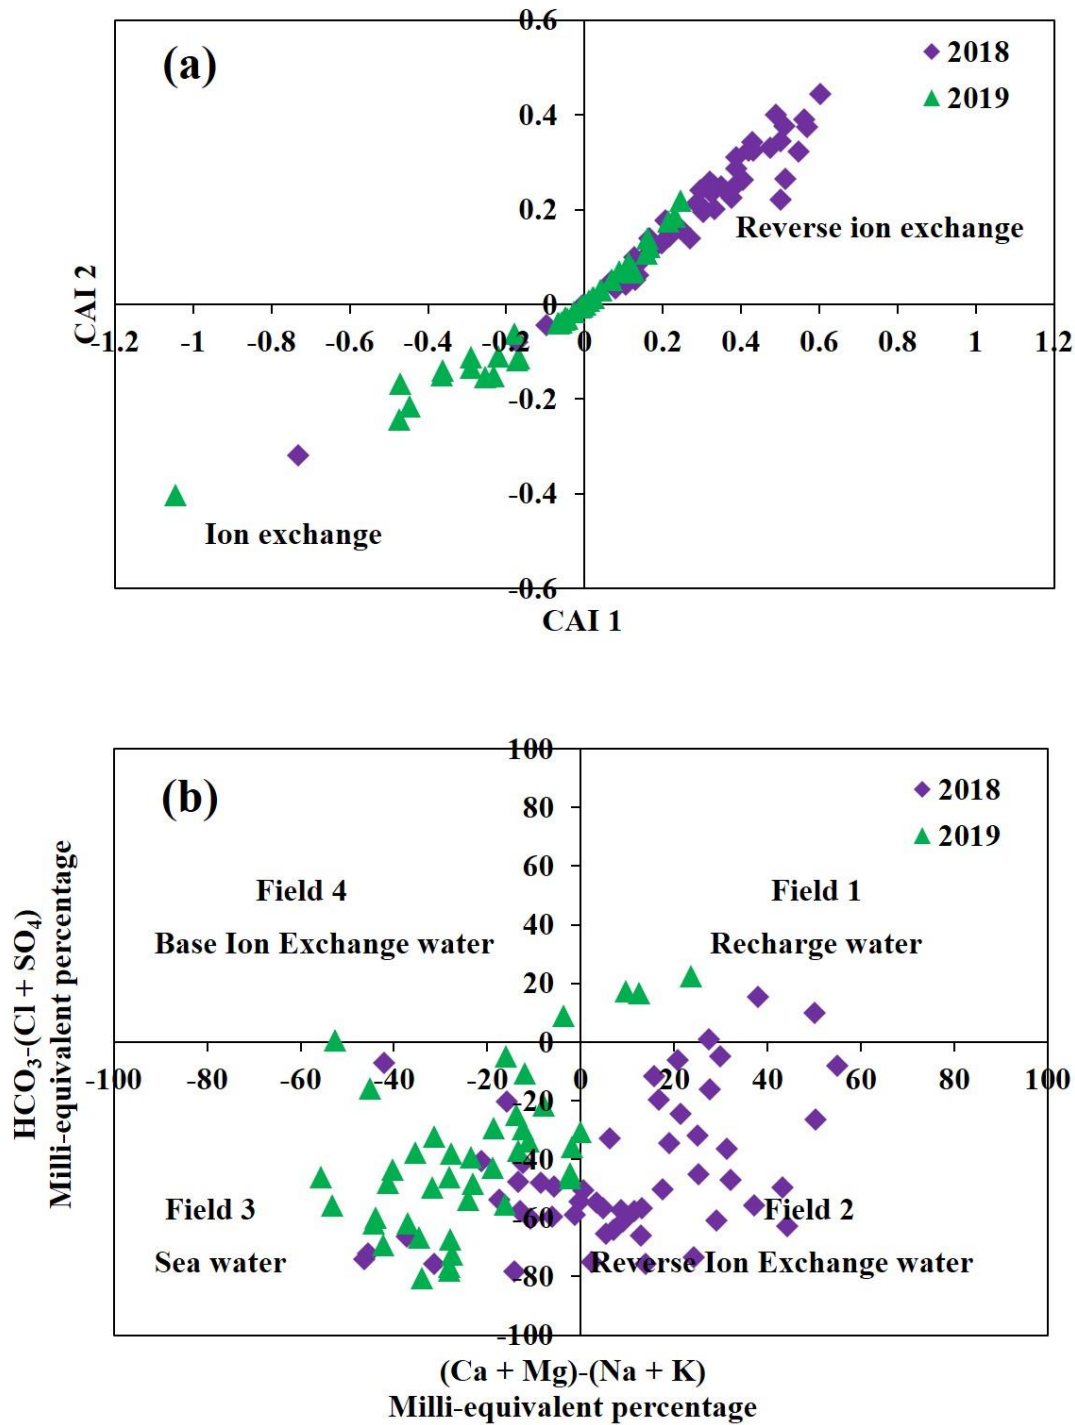 0.6
(a)
2018
2019
0.4
0.2
Reverse ion exchange
CAI 2
0
-1.2 -1 -0.8 -0.6 -0.4 -0.2 0 0.2 0.4 0.6 0.8 1 1.2
-0.2
-0.4
Ion exchange
-0.6
CAI 1
100
(b)
2018
2019
80
60
Field 4
Field 1
40
Base Ion Exchange water
Recharge water
20
HCO₃-(Cl + SO₄)
Milli-equivalent percentage
0
-100 -80 -60 -40 -20 0 20 40 60 80 100
-20
-40
Field 3
Field 2
-60
Sea water
Reverse Ion Exchange water
-80
-100
(Ca + Mg)-(Na + K)
Milli-equivalent percentage